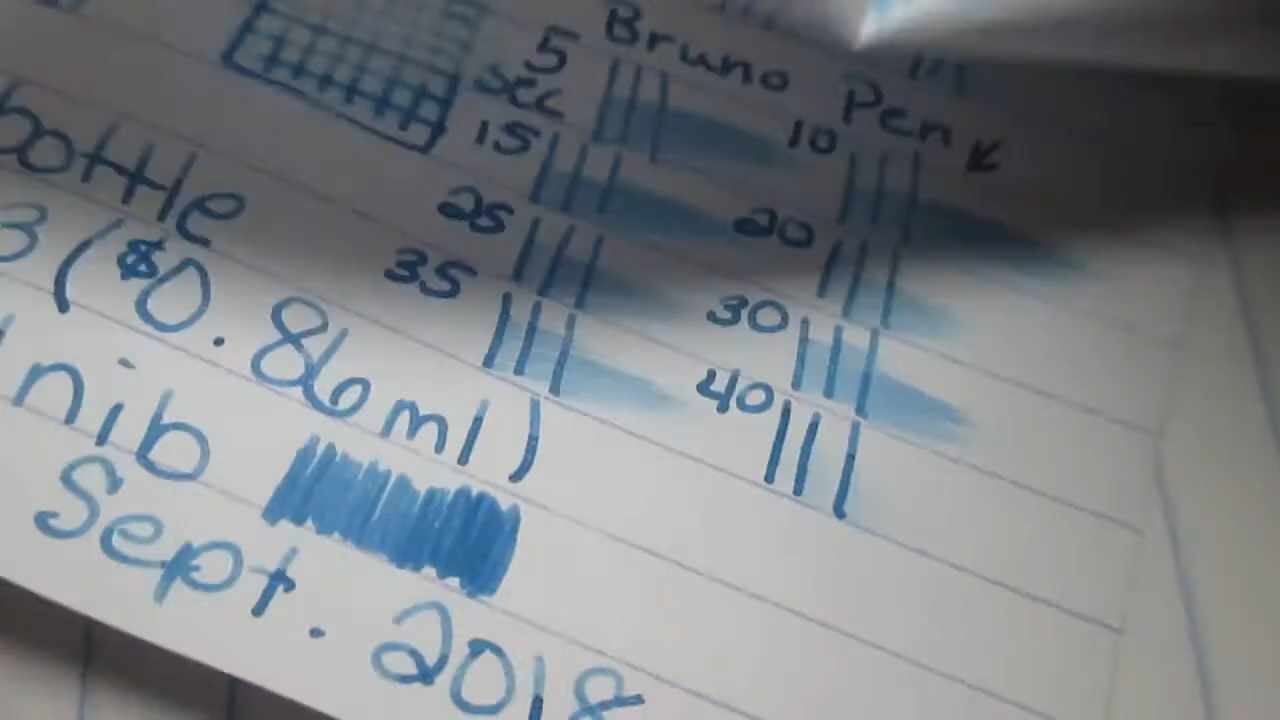 Bruno Pen
5 sec
10
15
20
25
30
35
40
bottle
3 ($0.86ml)
nib
Sept. 2018